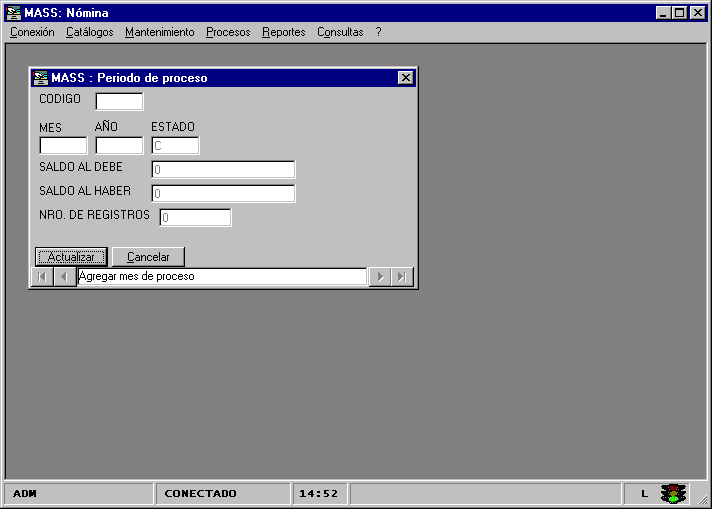 MASS: Nómina
Conexión Catálogos Mantenimiento Procesos Reportes Consultas ?
MASS : Periodo de proceso
CODIGO
MES AÑO ESTADO
C
SALDO AL DEBE 0
SALDO AL HABER 0
NRO. DE REGISTROS 0
Actualizar Cancelar
Agregar mes de proceso
ADM CONECTADO 14:52 L